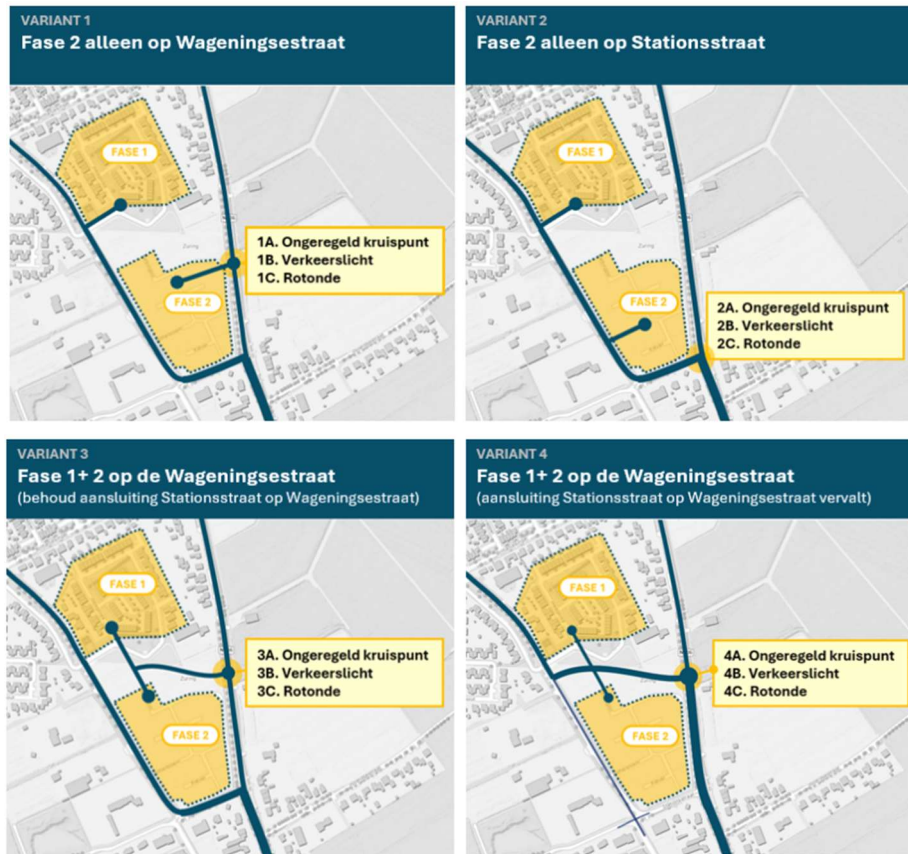 VARIANT 1
Fase 2 alleen op Wageningsestraat
FASE 1
1A. Ongeregeld kruispunt
1B. Verkeerslicht
1C. Rotonde
FASE 2
VARIANT 2
Fase 2 alleen op Stationsstraat
FASE 1
FASE 2
2A. Ongeregeld kruispunt
2B. Verkeerslicht
2C. Rotonde
VARIANT 3
Fase 1+ 2 op de Wageningsestraat
(behoud aansluiting Stationsstraat op Wageningsestraat)
FASE 1
3A. Ongeregeld kruispunt
3B. Verkeerslicht
3C. Rotonde
FASE 2
VARIANT 4
Fase 1+ 2 op de Wageningsestraat
(aansluiting Stationsstraat op Wageningsestraat vervalt)
FASE 1
4A. Ongeregeld kruispunt
4B. Verkeerslicht
4C. Rotonde
FASE 2